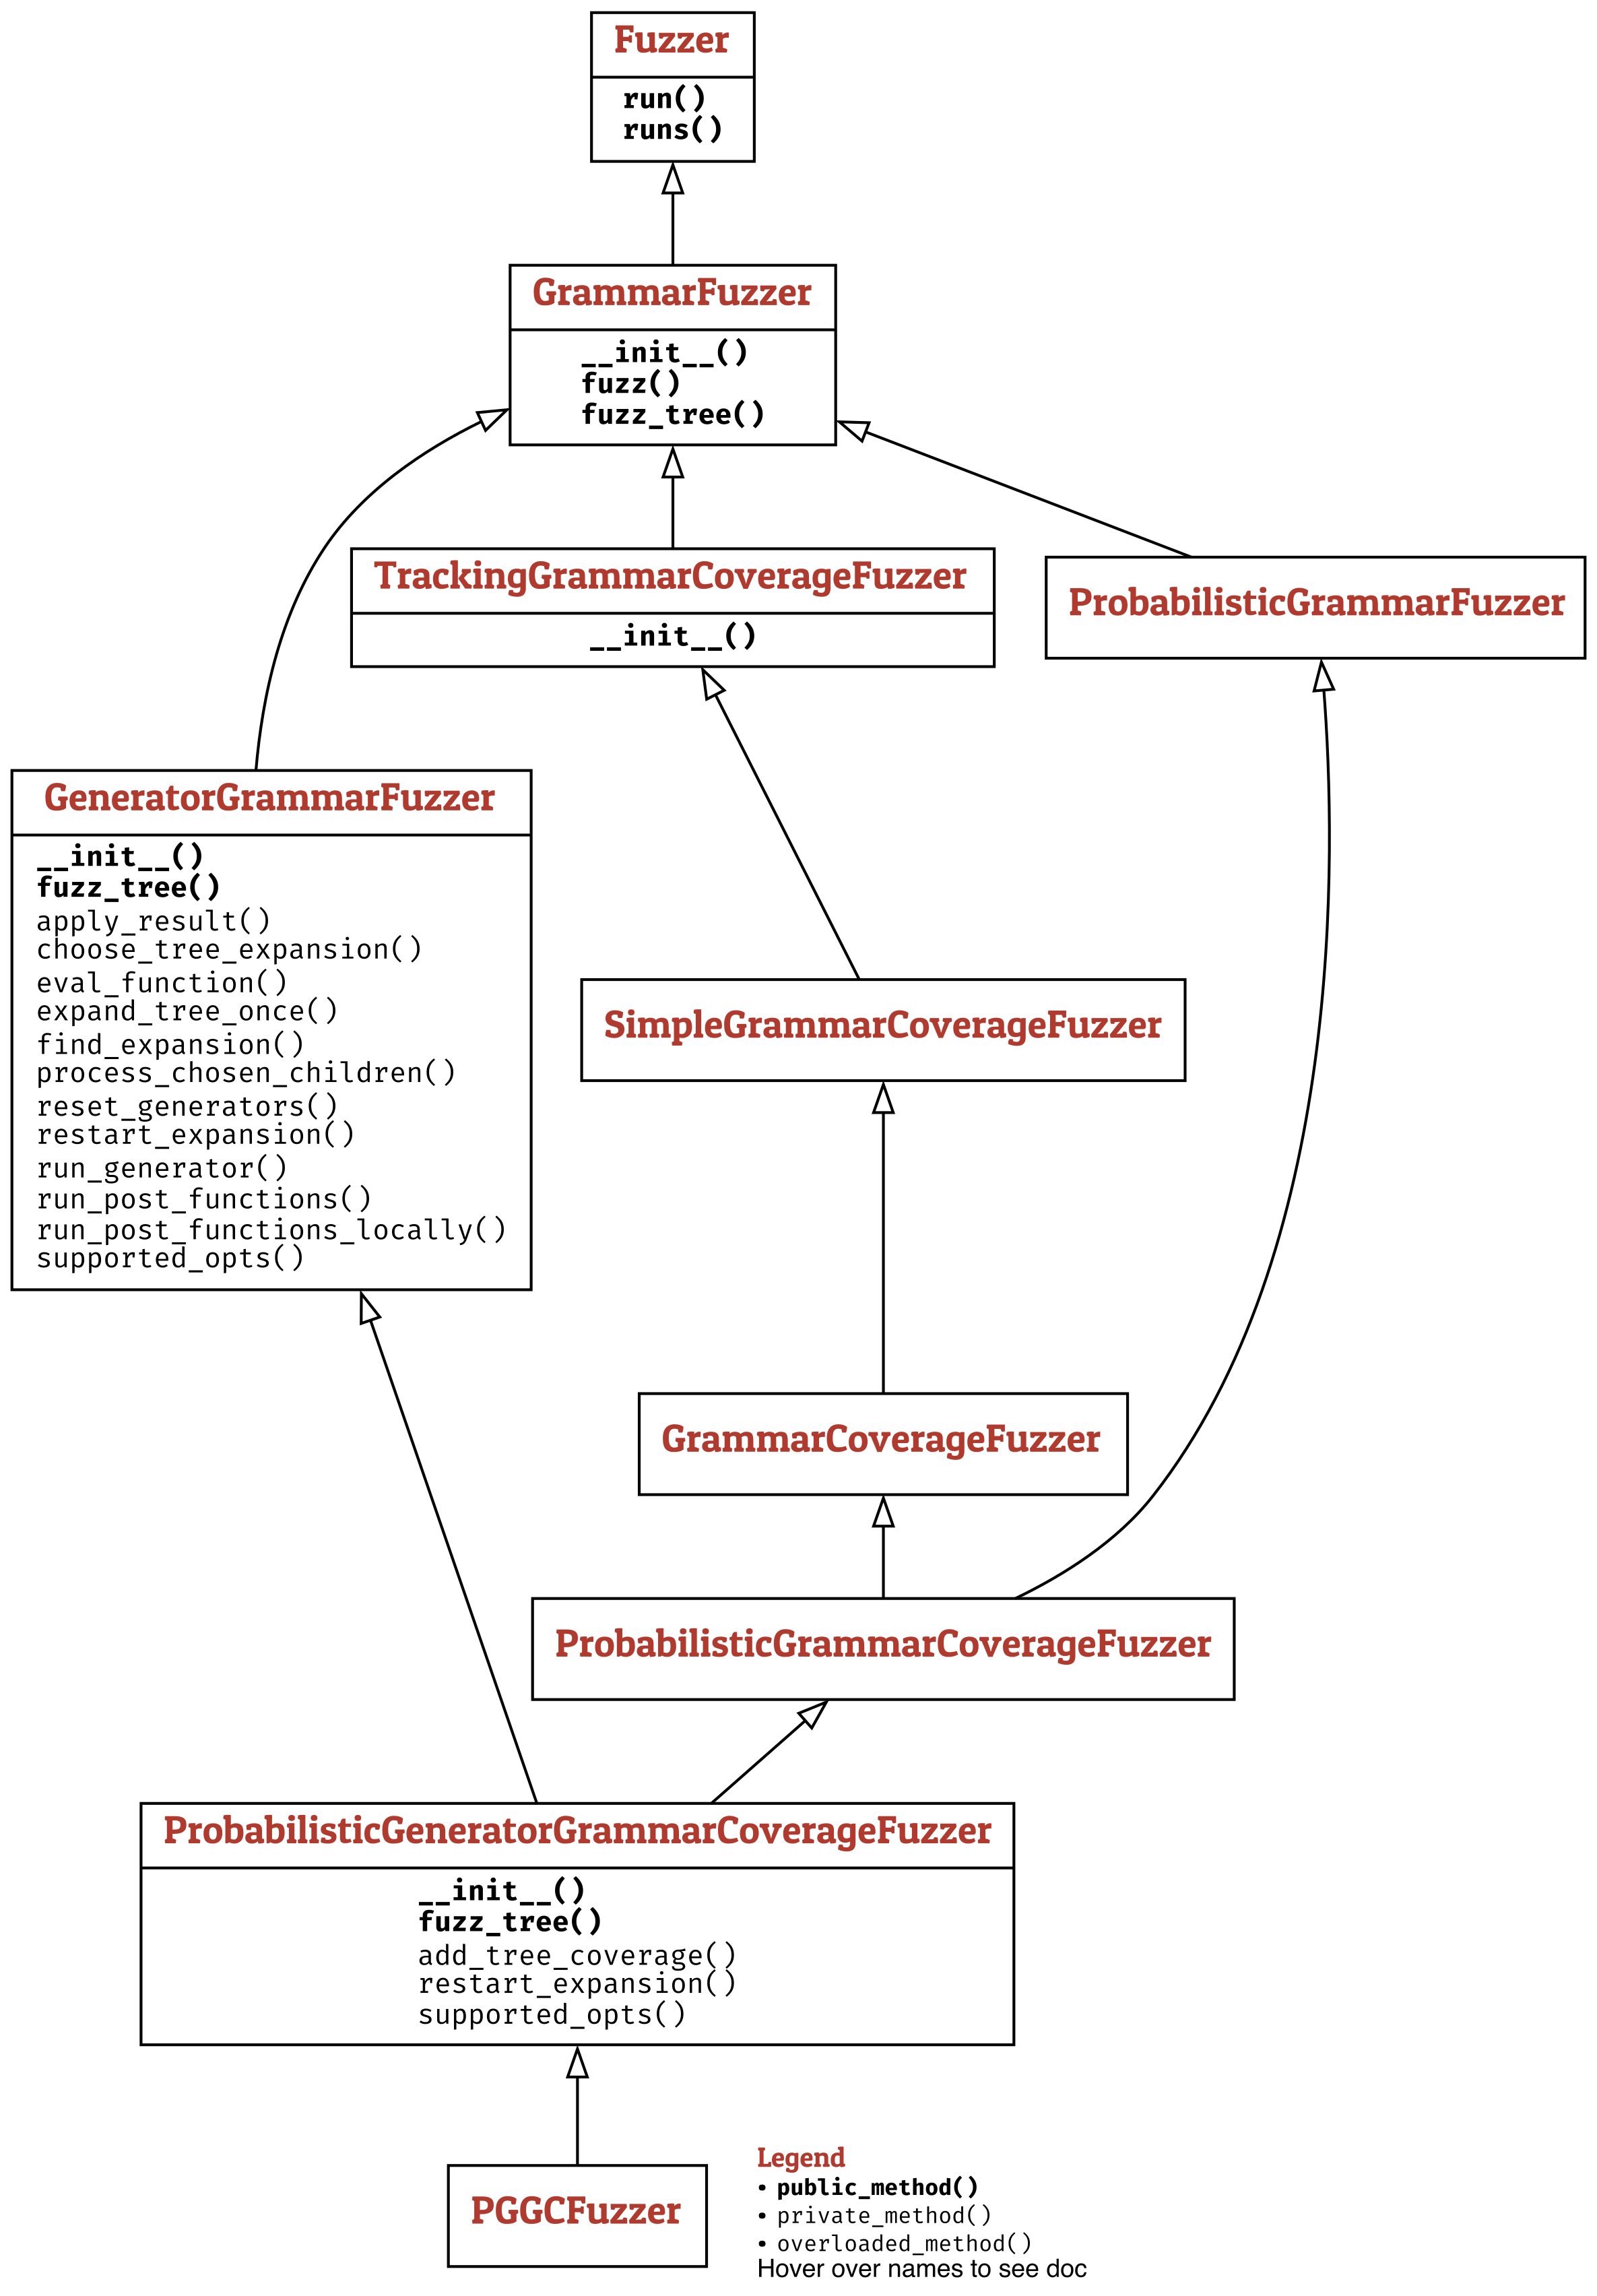 Fuzzer
run()
runs()
GrammarFuzzer
__init__()
fuzz()
fuzz_tree()
TrackingGrammarCoverageFuzzer
__init__()
ProbabilisticGrammarFuzzer
GeneratorGrammarFuzzer
__init__()
fuzz_tree()
apply_result()
choose_tree_expansion()
eval_function()
expand_tree_once()
find_expansion()
process_chosen_children()
reset_generators()
restart_expansion()
run_generator()
run_post_functions()
run_post_functions_locally()
supported_opts()
SimpleGrammarCoverageFuzzer
GrammarCoverageFuzzer
ProbabilisticGrammarCoverageFuzzer
ProbabilisticGeneratorGrammarCoverageFuzzer
__init__()
fuzz_tree()
add_tree_coverage()
restart_expansion()
supported_opts()
PGGCFuzzer
Legend
• public_method()
• private_method()
• overloaded_method()
Hover over names to see doc